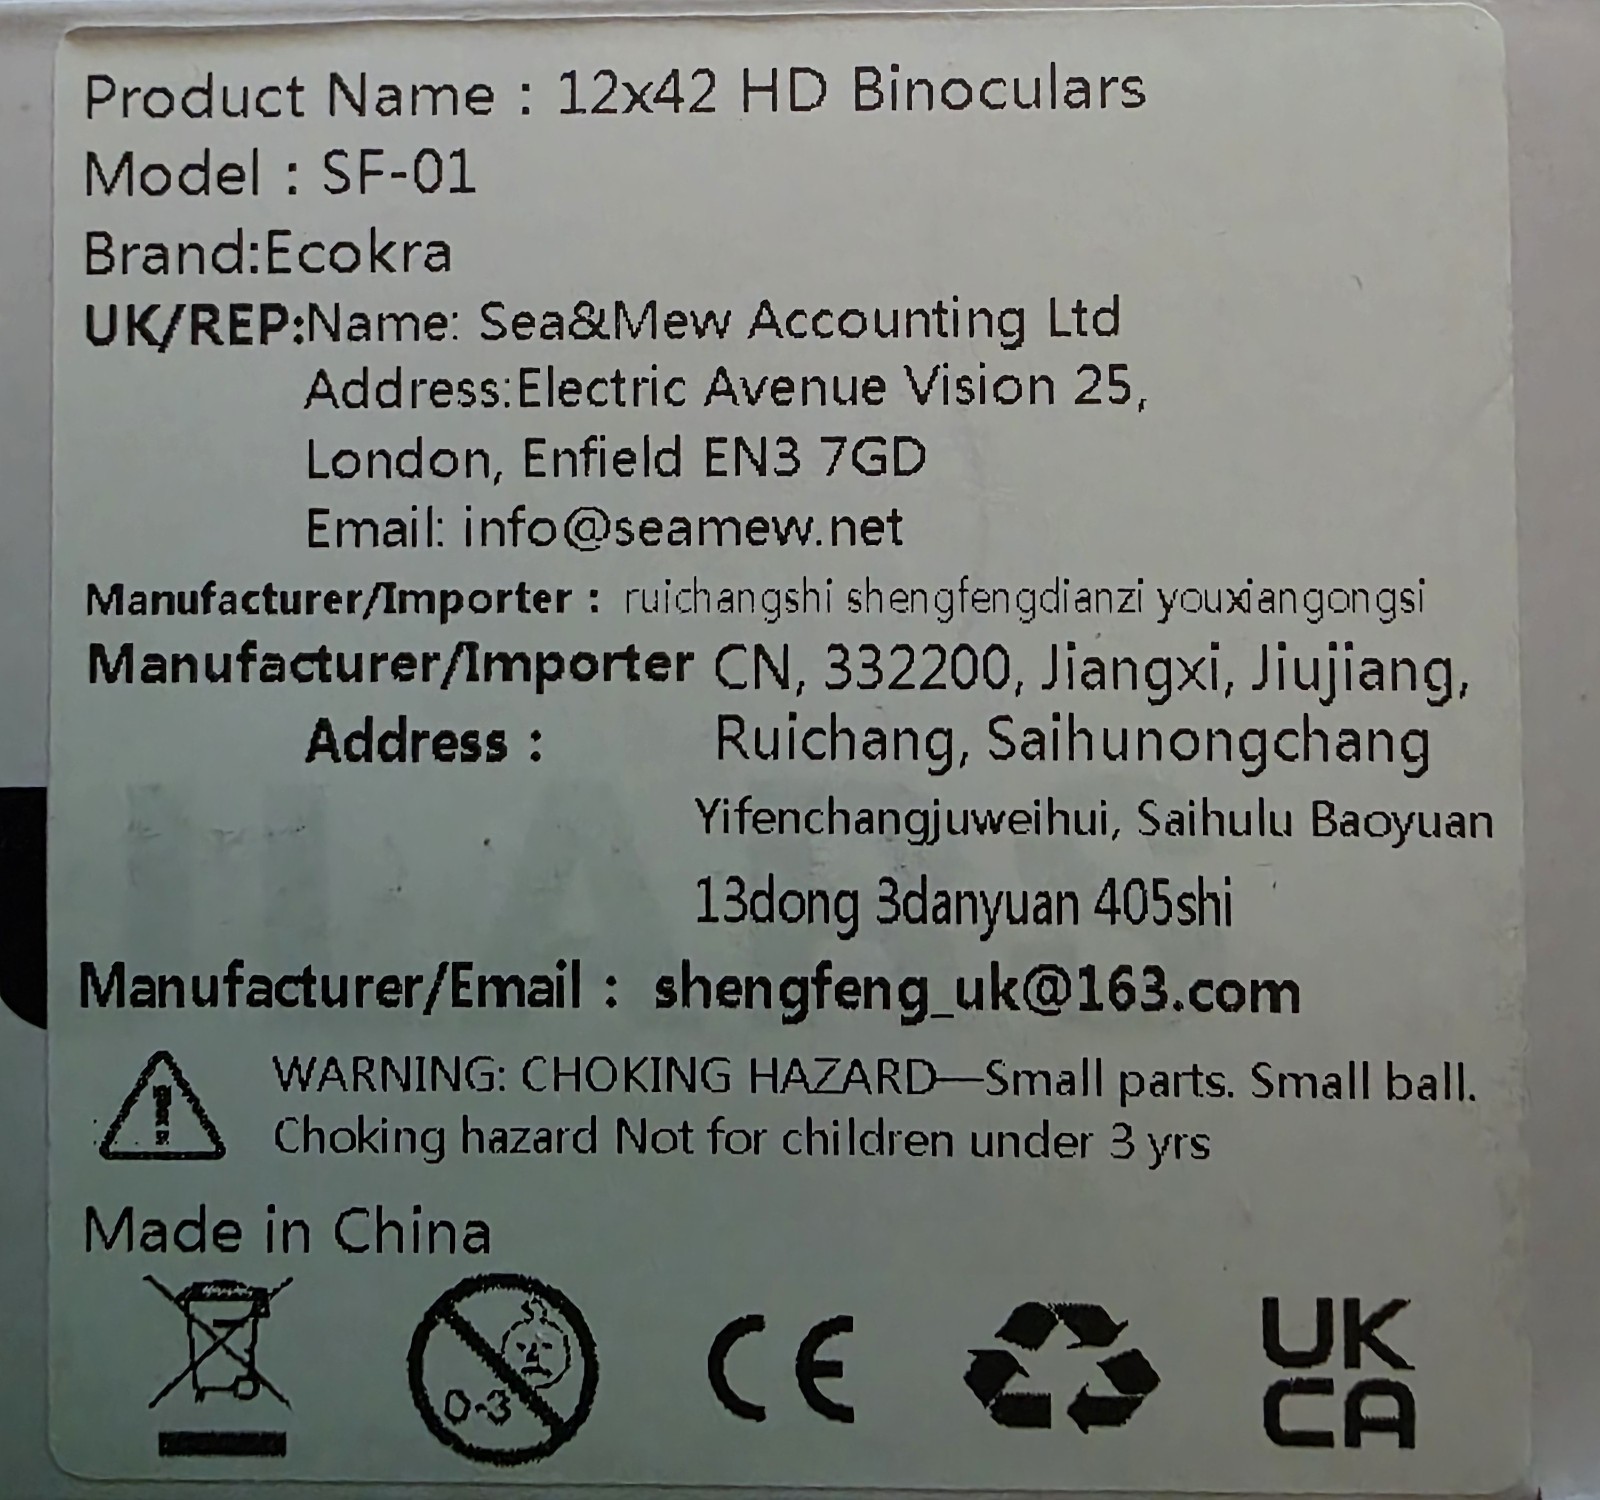 Product Name : 12x42 HD Binoculars
Model : SF-01
Brand:Ecokra
UK/REP:Name: Sea&Mew Accounting Ltd
Address:Electric Avenue Vision 25,
London, Enfield EN3 7GD
Email: info@seamew.net
Manufacturer/Importer : ruichangshi shengfengdianzi youxiangongsi
Manufacturer/Importer CN, 332200, Jiangxi, Jiujiang,
Address : Ruichang, Saihunongchang
Yifenchangjuweihui, Saihulu Baoyuan
13dong 3danyuan 405shi
Manufacturer/Email : shengfeng_uk@163.com
WARNING: CHOKING HAZARD—Small parts. Small ball.
Choking hazard Not for children under 3 yrs
Made in China
0-3
CE
UK
CA